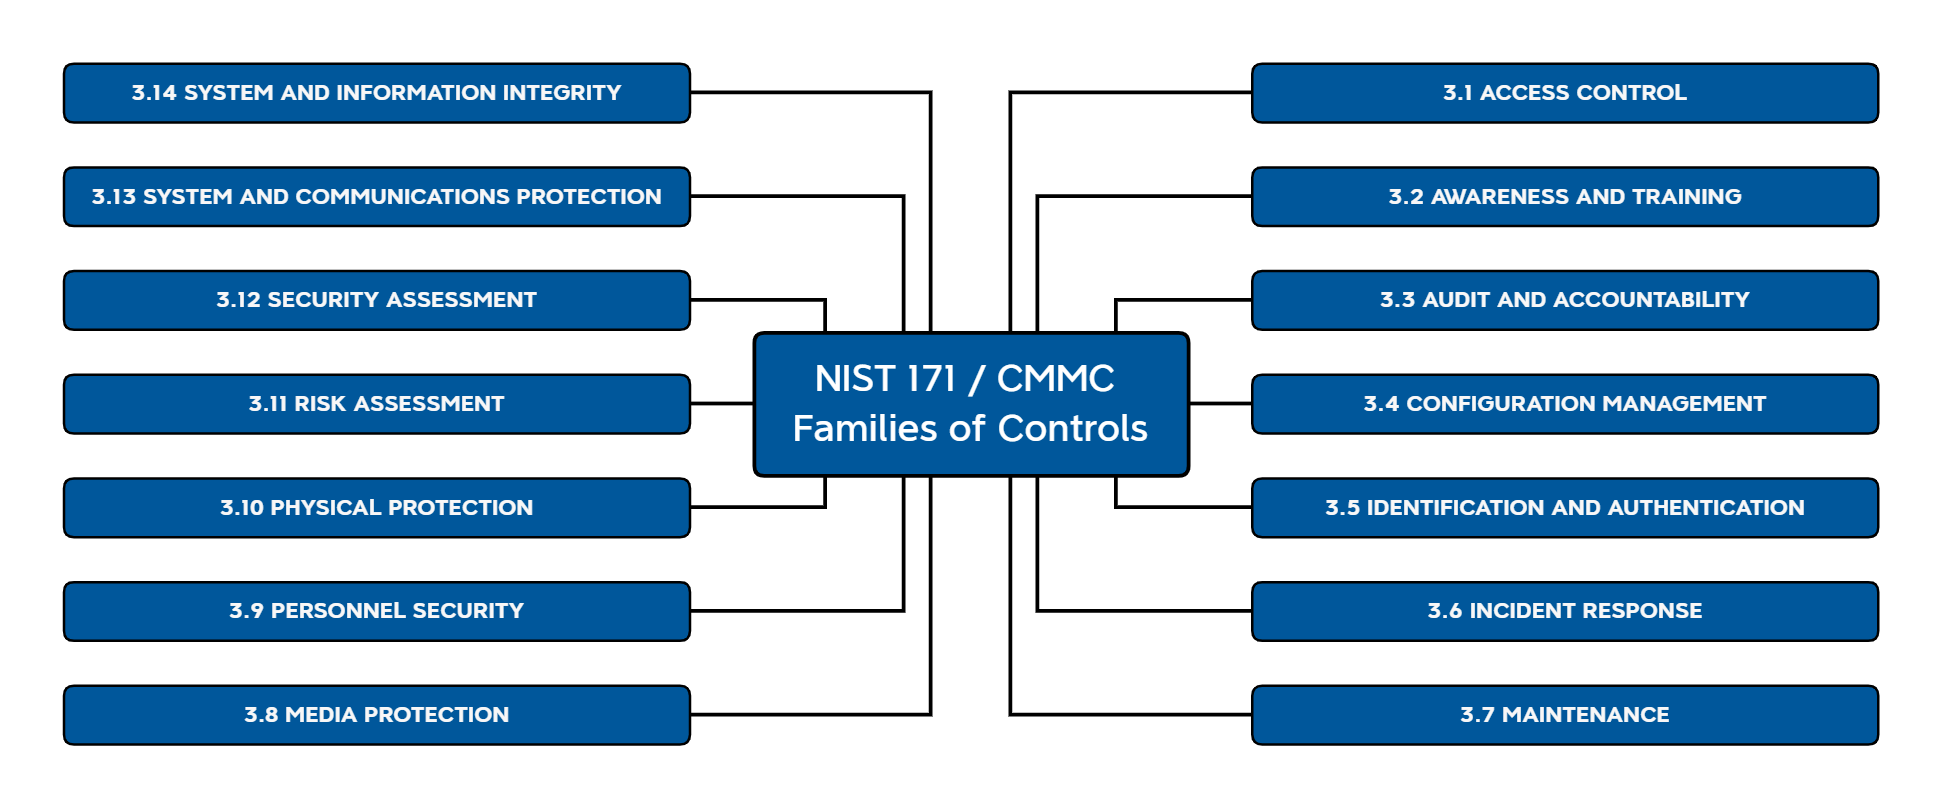 3.14 SYSTEM AND INFORMATION INTEGRITY
3.13 SYSTEM AND COMMUNICATIONS PROTECTION
3.12 SECURITY ASSESSMENT
3.11 RISK ASSESSMENT
3.10 PHYSICAL PROTECTION
3.9 PERSONNEL SECURITY
3.8 MEDIA PROTECTION
NIST 171 / CMMC
Families of Controls
3.1 ACCESS CONTROL
3.2 AWARENESS AND TRAINING
3.3 AUDIT AND ACCOUNTABILITY
3.4 CONFIGURATION MANAGEMENT
3.5 IDENTIFICATION AND AUTHENTICATION
3.6 INCIDENT RESPONSE
3.7 MAINTENANCE